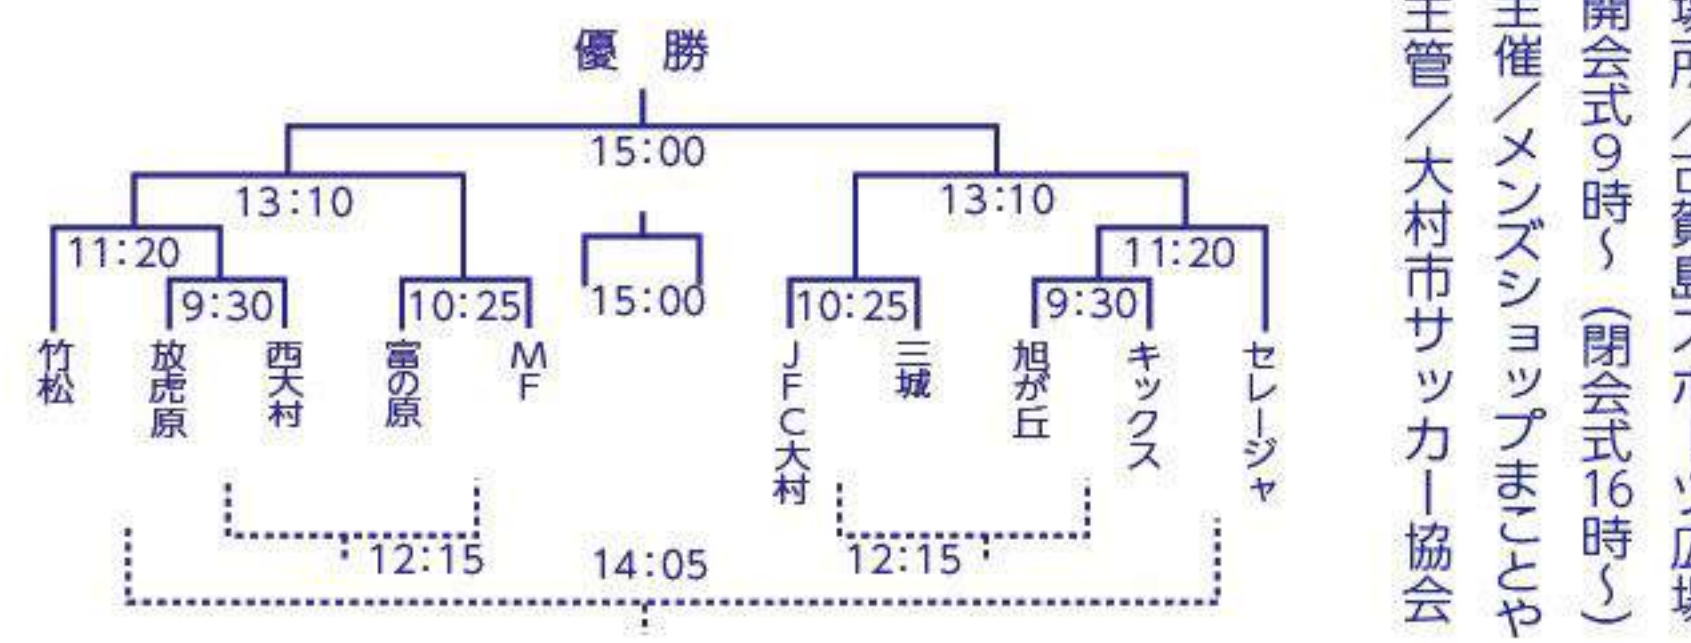 優 勝
15:00
13:10
13:10
11:20
15:00
11:20
9:30
10:25
10:25
9:30
竹松
放虎原
西大村
富の原
MF
JFC大村
三城
旭が丘
キックス
セレージャ
12:15
14:05
12:15
開会式9時~(閉会式16時~)
主催/メンズショップまことや
主管/大村市サッカー協会